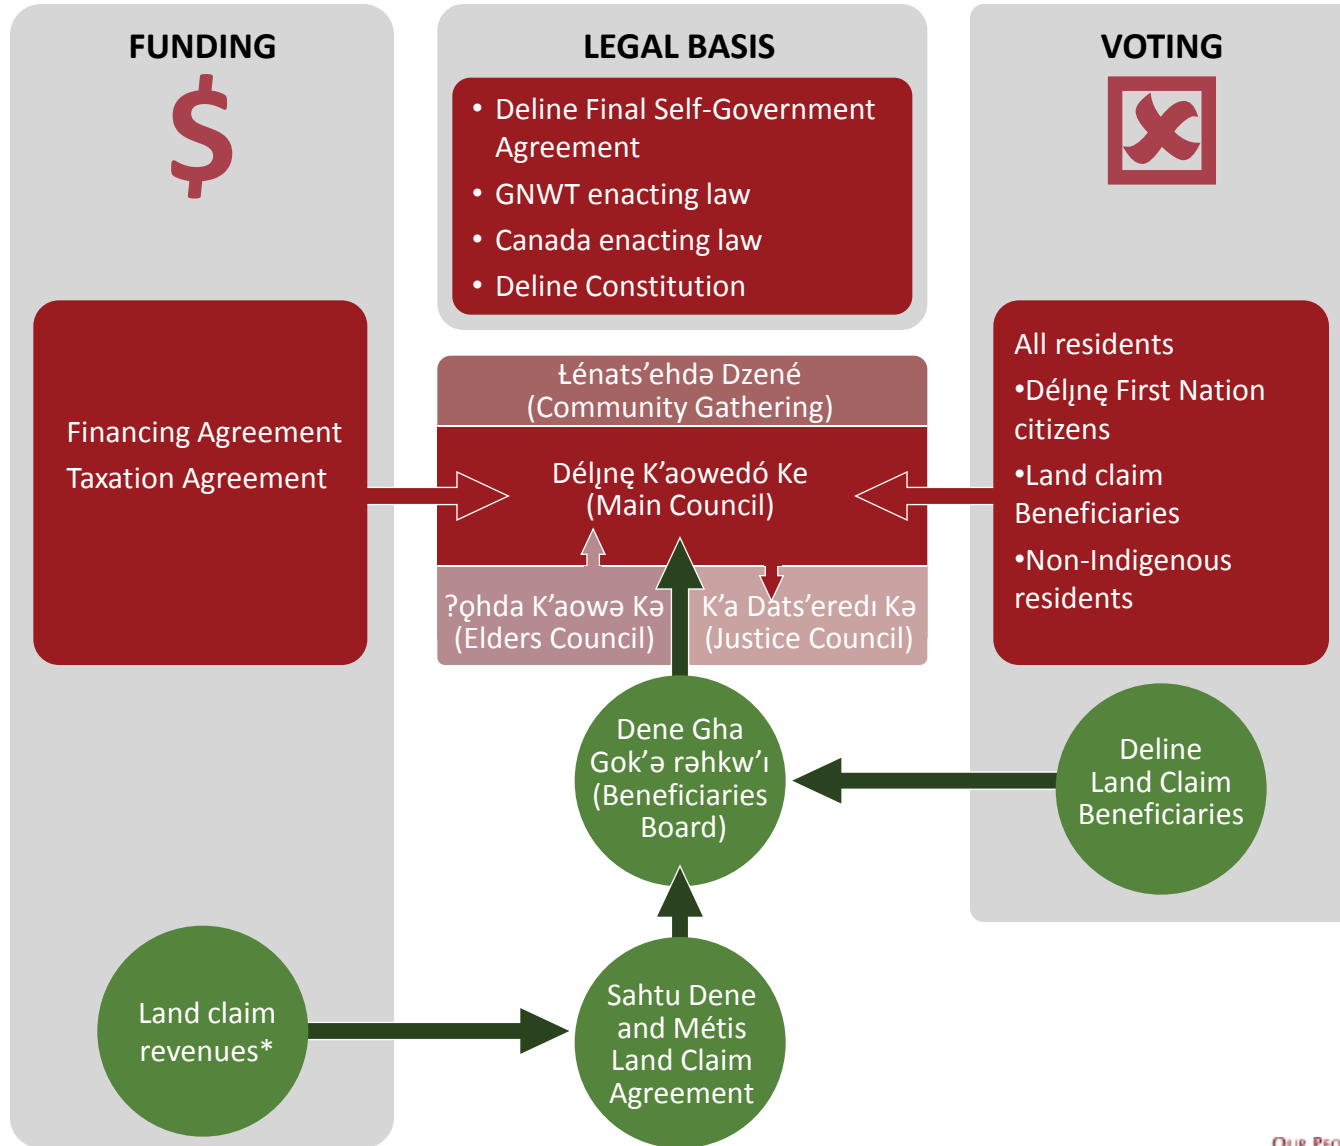 FUNDING
$
Financing Agreement
Taxation Agreement
Land claim
revenues*
LEGAL BASIS
• Deline Final Self-Government
Agreement
• GNWT enacting law
• Canada enacting law
• Deline Constitution
Łénats’ehdə Dzené
(Community Gathering)
Délı̨nę K’aowedó Ke
(Main Council)
?ǫhda K’aowə Kə
(Elders Council)
K’a Dats’eredı Kə
(Justice Council)
Dene Gha
Gok’ə rəhkw’ı
(Beneficiaries
Board)
Sahtu Dene
and Métis
Land Claim
Agreement
VOTING
All residents
•Délı̨nę First Nation
citizens
•Land claim
Beneficiaries
•Non-Indigenous
residents
Deline
Land Claim
Beneficiaries